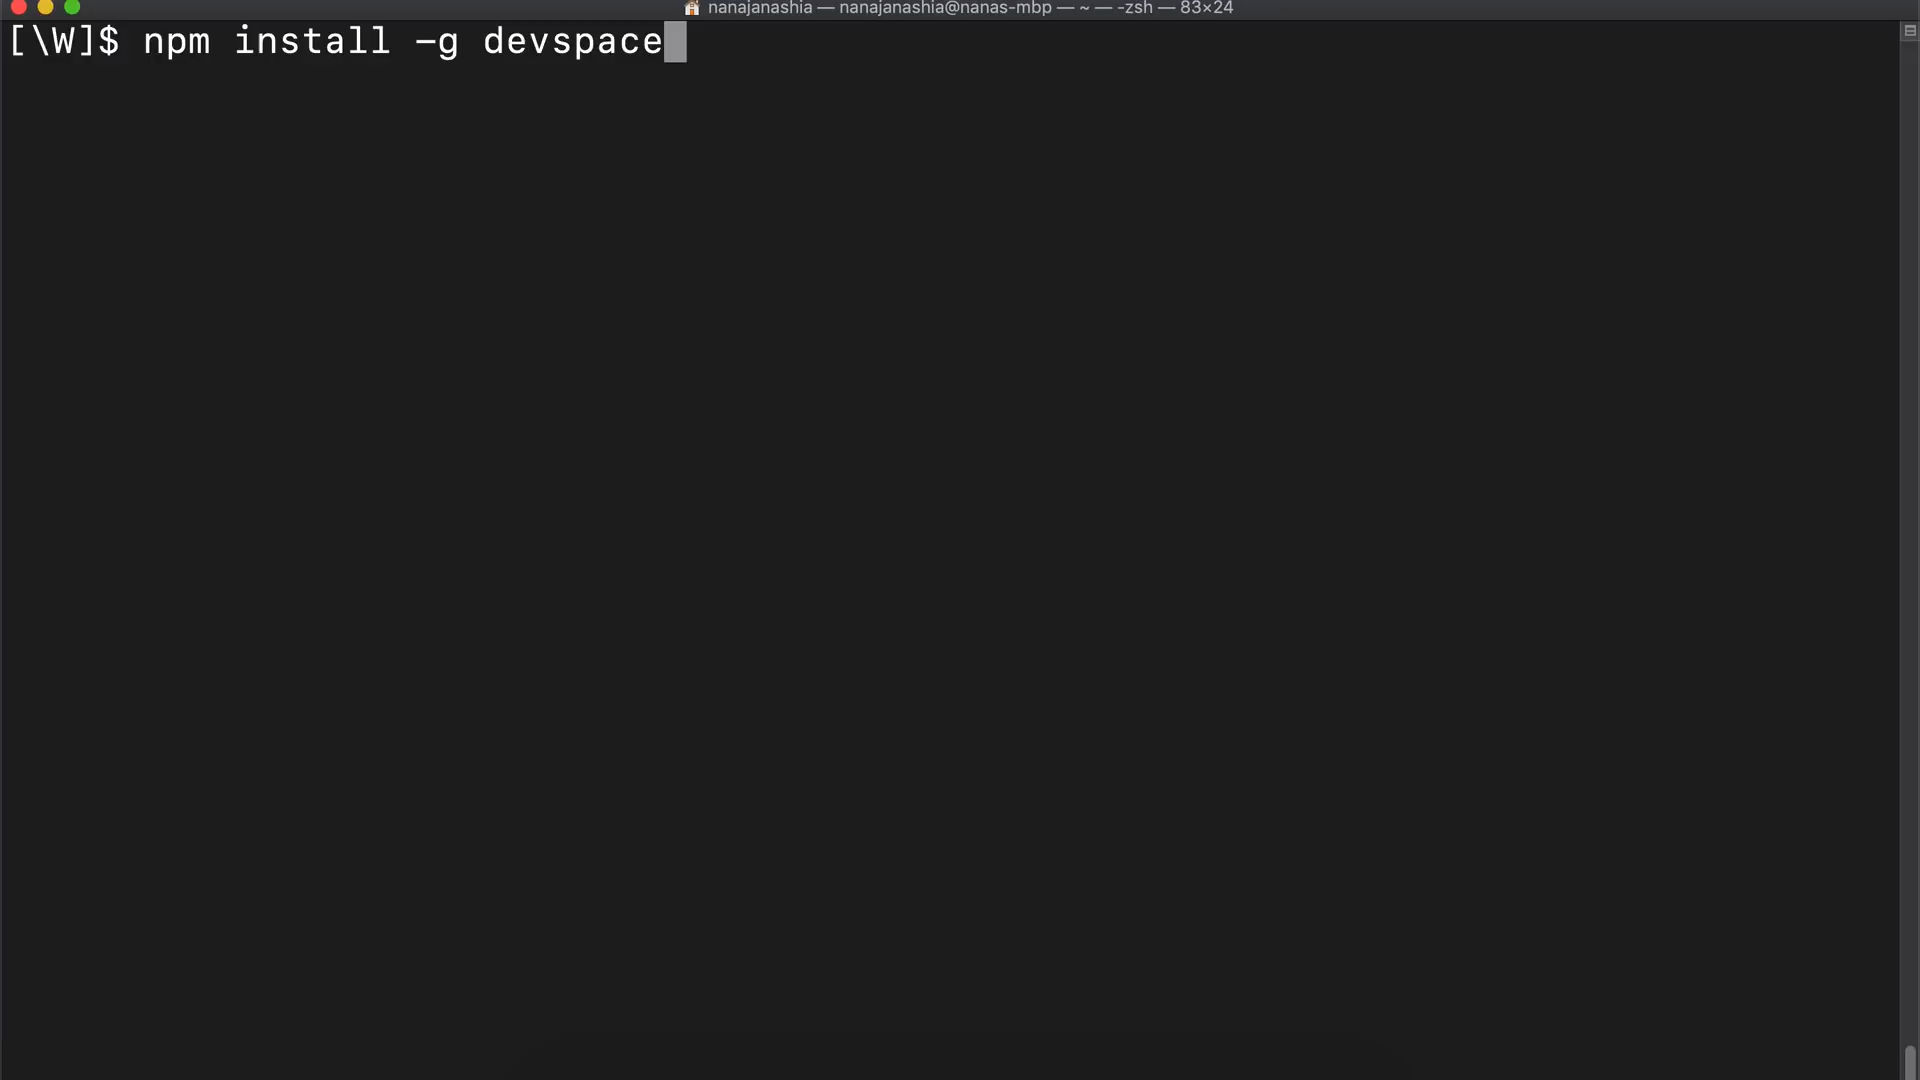 nanajanashia — nanajanashia@nanas-mbp — ~ — -zsh — 83×24
[\W]$ npm install -g devspace